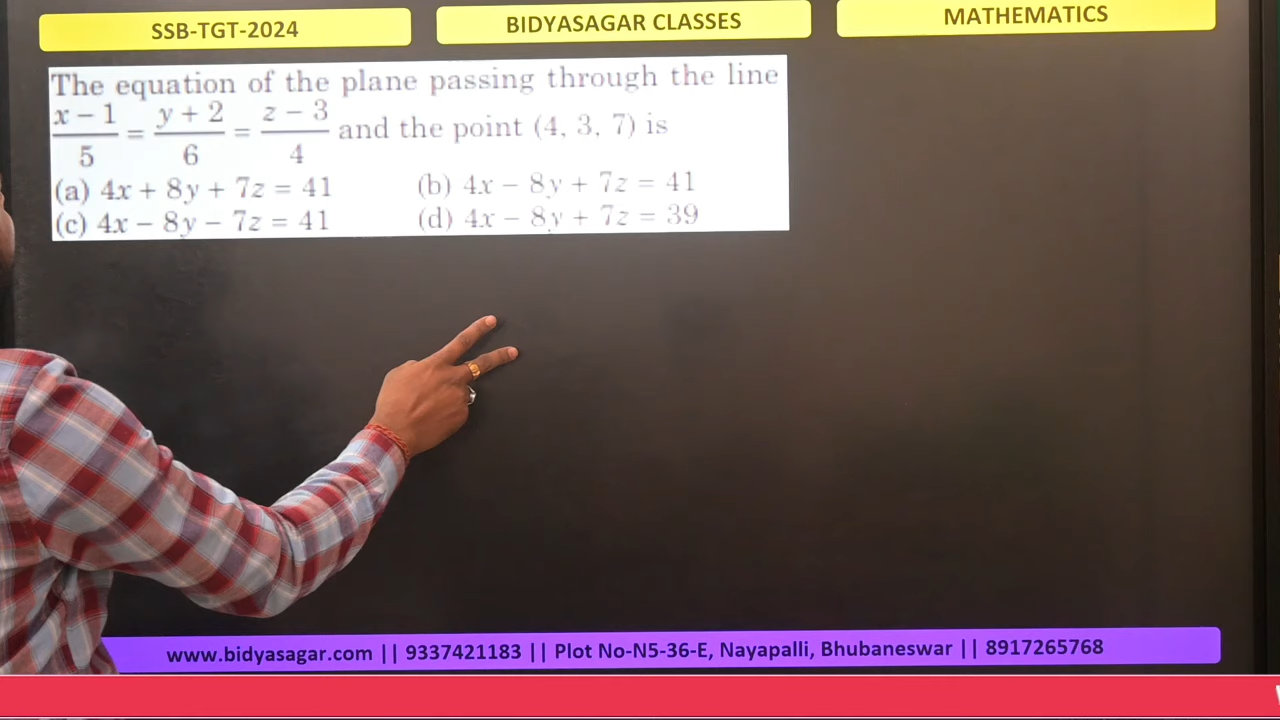 SSB-TGT-2024
BIDYASAGAR CLASSES
MATHEMATICS
The equation of the plane passing through the line
x − 1 / 5 = y + 2 / 6 = z − 3 / 4 and the point (4, 3, 7) is
(a) 4x + 8y + 7z = 41
(b) 4x − 8y + 7z = 41
(c) 4x − 8y − 7z = 41
(d) 4x − 8y + 7z = 39
www.bidyasagar.com || 9337421183 || Plot No-N5-36-E, Nayapalli, Bhubaneswar || 8917265768